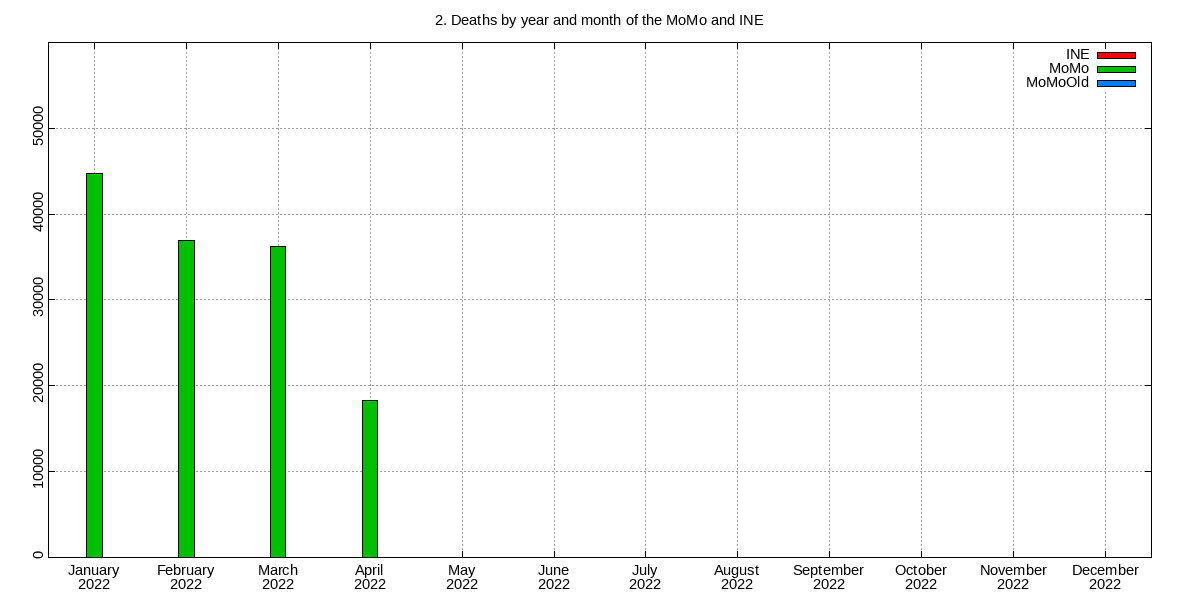 2. Deaths by year and month of the MoMo and INE
INE
MoMo
MoMoOld
50000
40000
30000
20000
10000
0
January February March April May June July August September October November December
2022 2022 2022 2022 2022 2022 2022 2022 2022 2022 2022 2022